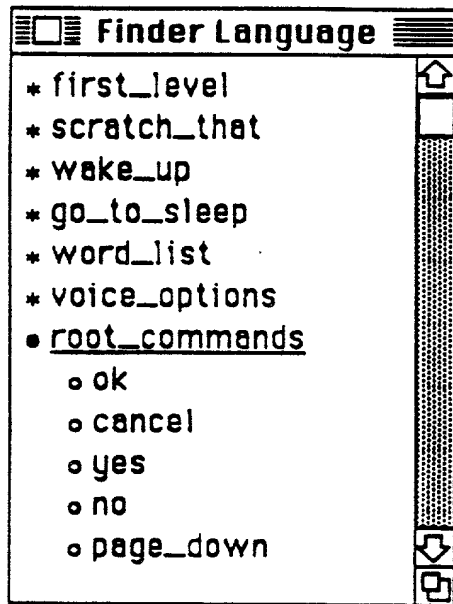 Finder Language
* first_level
* scratch_that
* wake_up
* go_to_sleep
* word_list
* voice_options
• root_commands
o ok
o cancel
o yes
o no
o page_down